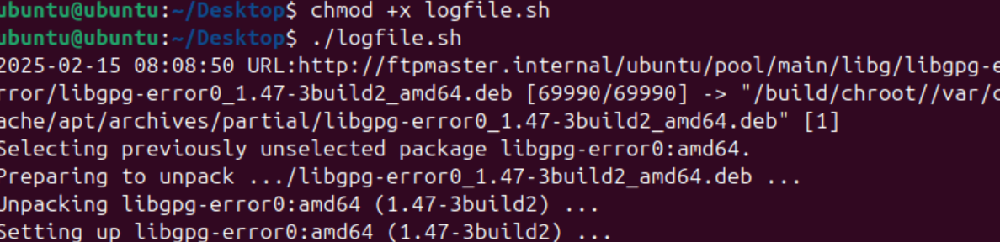 ubuntu@ubuntu:~/Desktop$ chmod +x logfile.sh
ubuntu@ubuntu:~/Desktop$ ./logfile.sh
2025-02-15 08:08:50 URL:http://ftpmaster.internal/ubuntu/pool/main/libg/libgpg-e
rror/libgpg-error0_1.47-3build2_amd64.deb [69990/69990] -> "/build/chroot//var/c
ache/apt/archives/partial/libgpg-error0_1.47-3build2_amd64.deb" [1]
Selecting previously unselected package libgpg-error0:amd64.
Preparing to unpack .../libgpg-error0_1.47-3build2_amd64.deb ...
Unpacking libgpg-error0:amd64 (1.47-3build2) ...
Setting up libgpg-error0:amd64 (1.47-3build2) ...